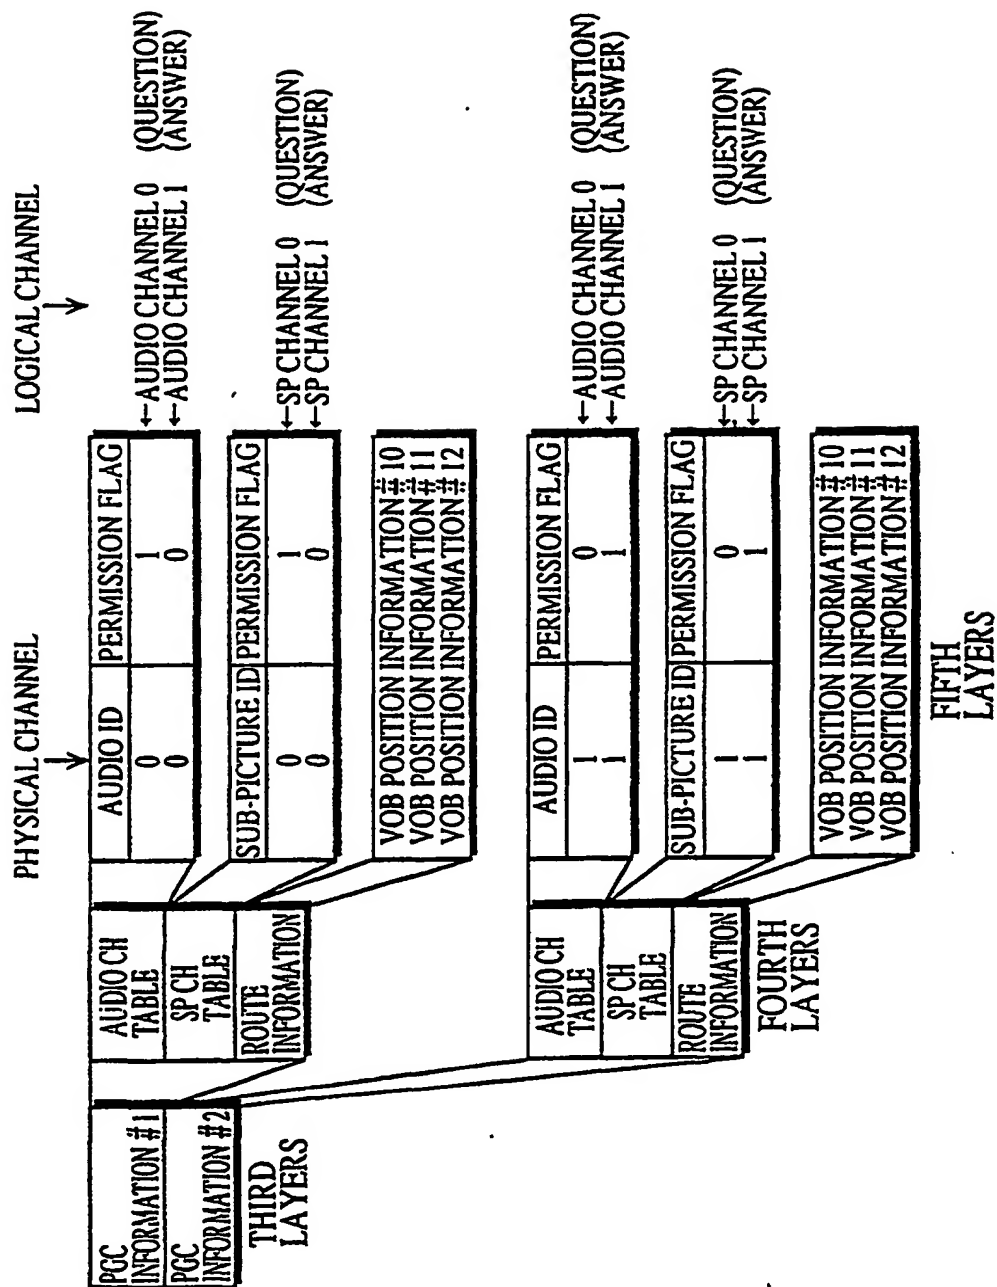 LOGICAL CHANNEL
PHYSICAL CHANNEL
PGC
INFORMATION #1
PGC
INFORMATION #2
THIRD
LAYERS
AUDIO CH
TABLE
SP CH
TABLE
ROUTE
INFORMATION
AUDIO ID PERMISSION FLAG
0 1 ←AUDIO CHANNEL 0 (QUESTION)
0 0 ←AUDIO CHANNEL 1 (ANSWER)
SUB-PICTURE ID PERMISSION FLAG
0 1 ←SP CHANNEL 0 (QUESTION)
0 0 ←SP CHANNEL 1 (ANSWER)
VOB POSITION INFORMATION #10
VOB POSITION INFORMATION #11
VOB POSITION INFORMATION #12
AUDIO CH
TABLE
SP CH
TABLE
ROUTE
INFORMATION
FOURTH
LAYERS
AUDIO ID PERMISSION FLAG
1 0 ←AUDIO CHANNEL 0 (QUESTION)
1 1 ←AUDIO CHANNEL 1 (ANSWER)
SUB-PICTURE ID PERMISSION FLAG
1 0 ←SP CHANNEL 0 (QUESTION)
1 1 ←SP CHANNEL 1 (ANSWER)
VOB POSITION INFORMATION #10
VOB POSITION INFORMATION #11
VOB POSITION INFORMATION #12
FIFTH
LAYERS